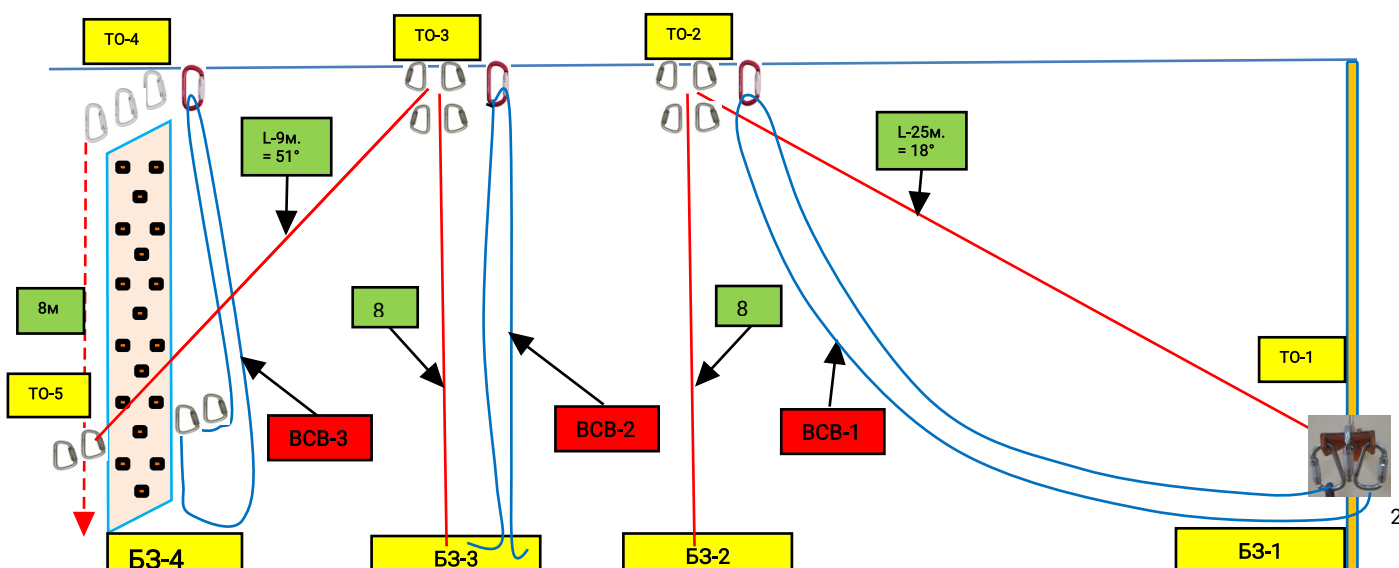 ТО-4
ТО-3
ТО-2
L-9м.
= 51°
L-25м.
= 18°
8м
8
8
ТО-1
ТО-5
ВСВ-3
ВСВ-2
ВСВ-1
2
БЗ-4
БЗ-3
БЗ-2
БЗ-1